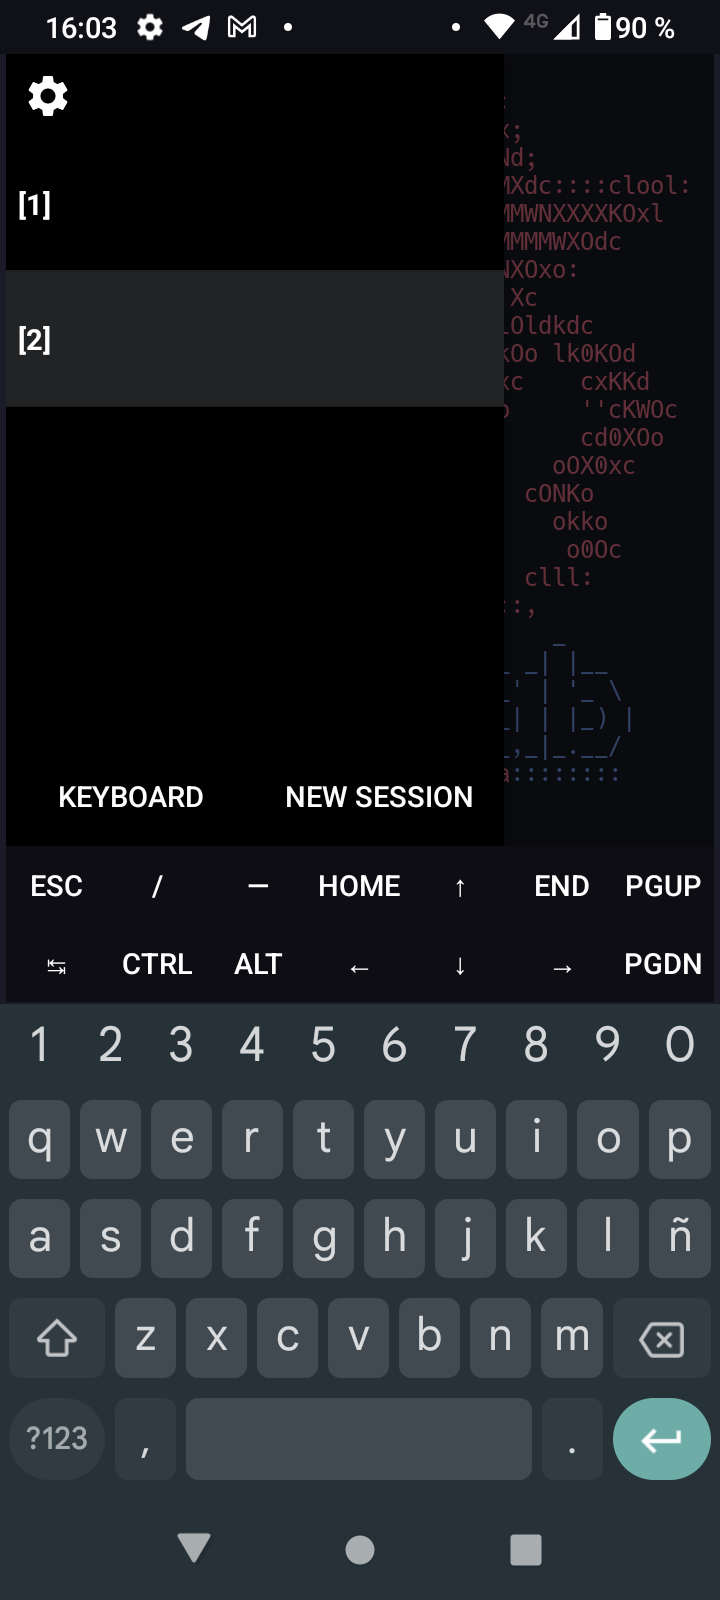 16:03 4G 90 %
:
x;
Nd;
MXdc::::clool:
MMWNXXXXKOxl
[1]
MMMMWXOdc
NXOxo:
Xc
lOldkdc
[2]
kOo lk0KOd
xc cxKKd
''cKWOc
cd0XOo
oOX0xc
cONKo
okko
o0Oc
clll:
::,
_
_ _| |__
_' | '_ \
_| | |_) |
_,_|_.__/
a::::::::
KEYBOARD NEW SESSION
ESC / — HOME ↑ END PGUP
↹ CTRL ALT ← ↓ → PGDN
1 2 3 4 5 6 7 8 9 0
q w e r t y u i o p
a s d f g h j k l ñ
z x c v b n m
?123 , .